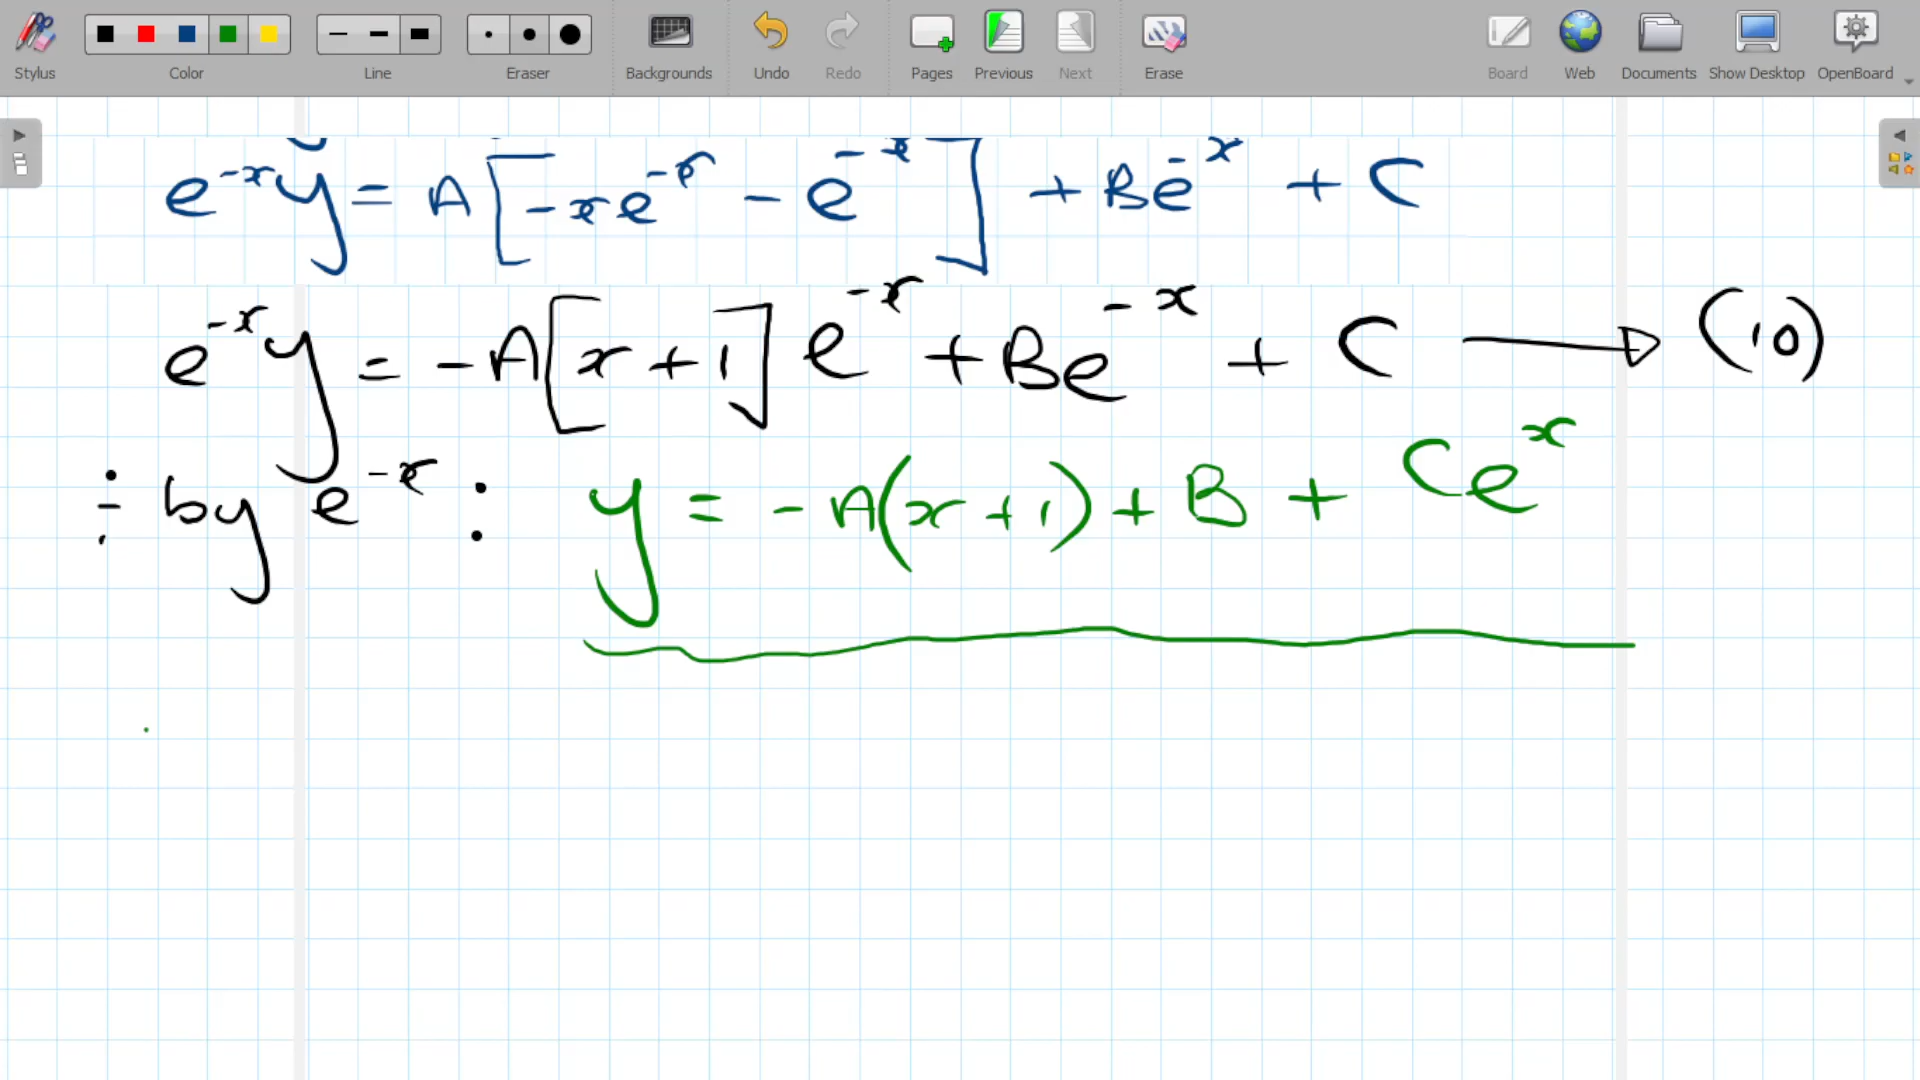 Stylus Color Line Eraser Backgrounds Undo Redo Pages Previous Next Erase Board Web Documents Show Desktop OpenBoard
e^{-x}y = A[-xe^{-x} - e^{-x}] + Be^{-x} + C
e^{-x}y = -A[x+1]e^{-x} + Be^{-x} + C → (10)
÷ by e^{-x} : y = -A(x+1) + B + Ce^{x}